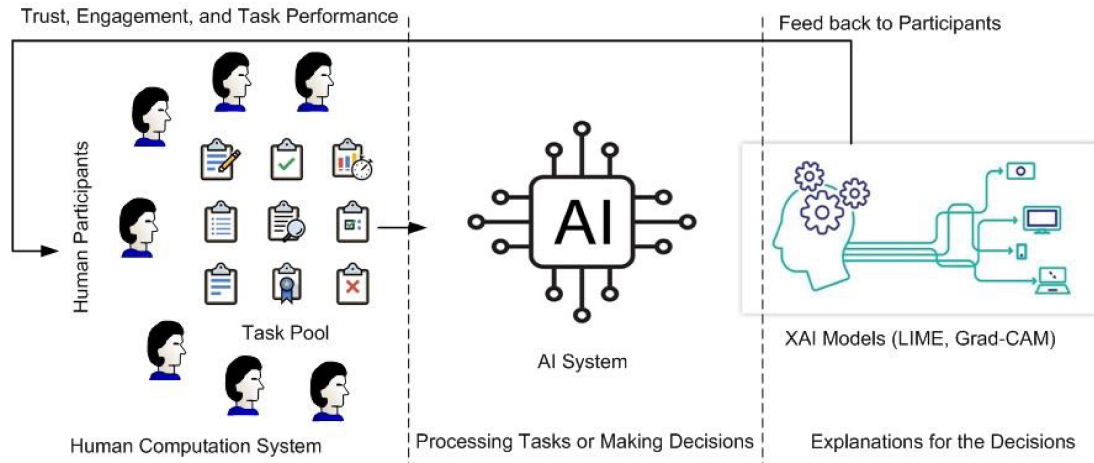 Trust, Engagement, and Task Performance
Feed back to Participants
Human Participants
Task Pool
AI
AI System
XAI Models (LIME, Grad-CAM)
Human Computation System
Processing Tasks or Making Decisions
Explanations for the Decisions